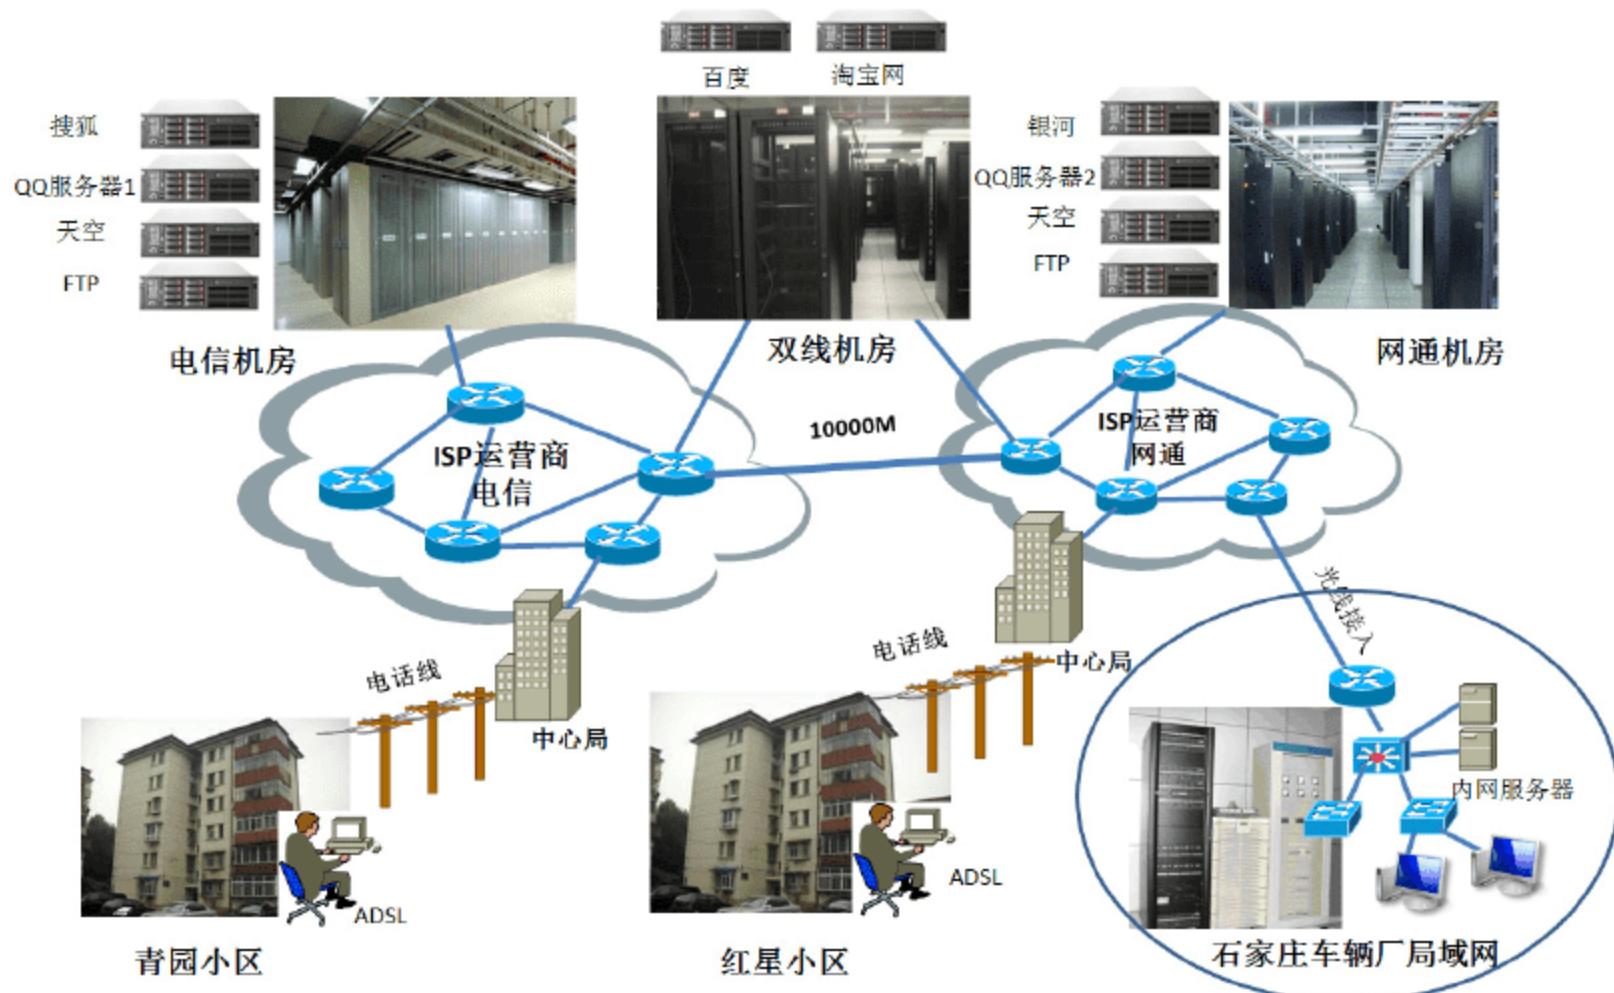 百度
淘宝网
搜狐
QQ服务器1
天空
FTP
银河
QQ服务器2
天空
FTP
电信机房
双线机房
网通机房
10000M
ISP运营商
电信
ISP运营商
网通
光线接入
电话线
中心局
电话线
中心局
内网服务器
ADSL
ADSL
青园小区
红星小区
石家庄车辆厂局域网